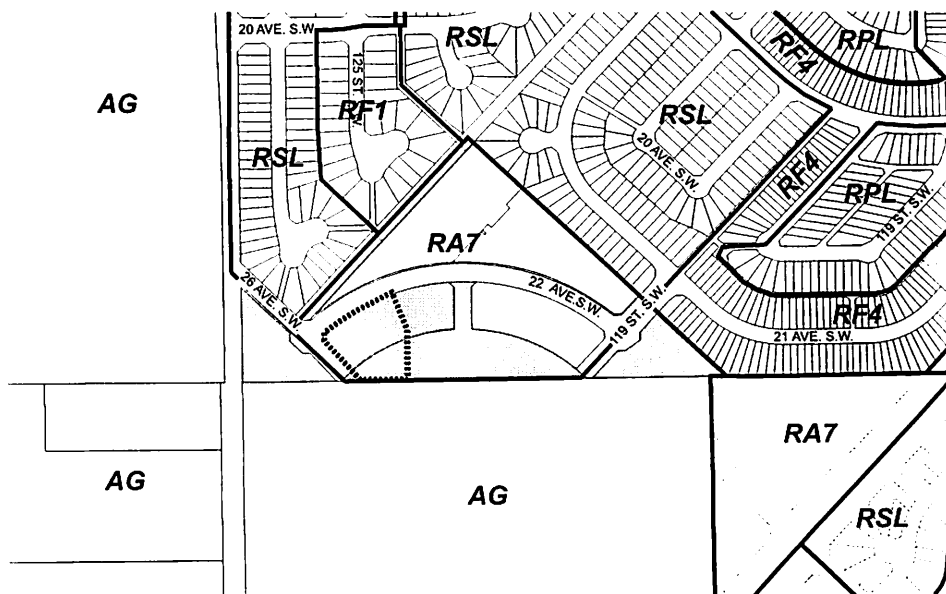 20 AVE. S.W.
RSL
RF4
RPL
AG
125 ST. S.W.
RF1
RSL
RSL
20 AVE. S.W.
RF4
RPL
119 ST. S.W.
RA7
26 AVE. S.W.
22 AVE.S.W.
119 ST. S.W.
RF4
21 AVE. S.W.
RA7
AG
AG
RSL